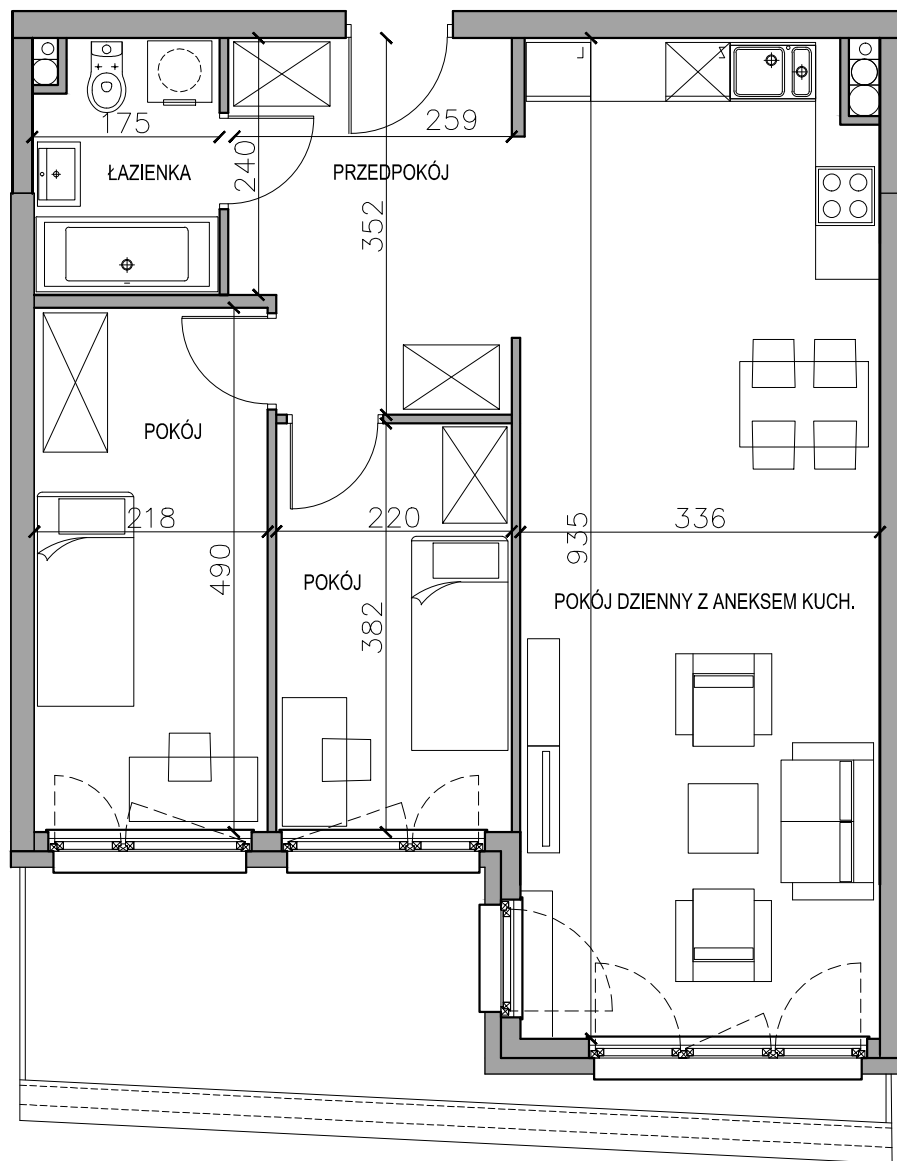 175
259
ŁAZIENKA
240
PRZEDPOKÓJ
352
POKÓJ
218
220
336
490
935
POKÓJ
382
POKÓJ DZIENNY Z ANEKSEM KUCH.